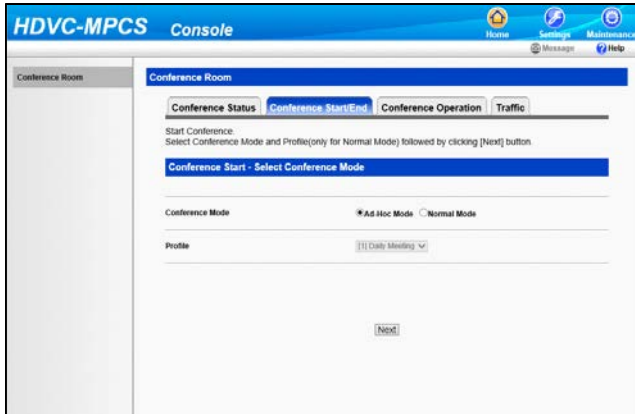 HDVC-MPCS Console
Home
Settings
Maintenance
Message
Help
Conference Room
Conference Room
Conference Status
Conference Start/End
Conference Operation
Traffic
Start Conference.
Select Conference Mode and Profile(only for Normal Mode) followed by clicking [Next] button.
Conference Start - Select Conference Mode
Conference Mode
Ad-Hoc Mode
Normal Mode
Profile
[1] Daily Meeting
Next